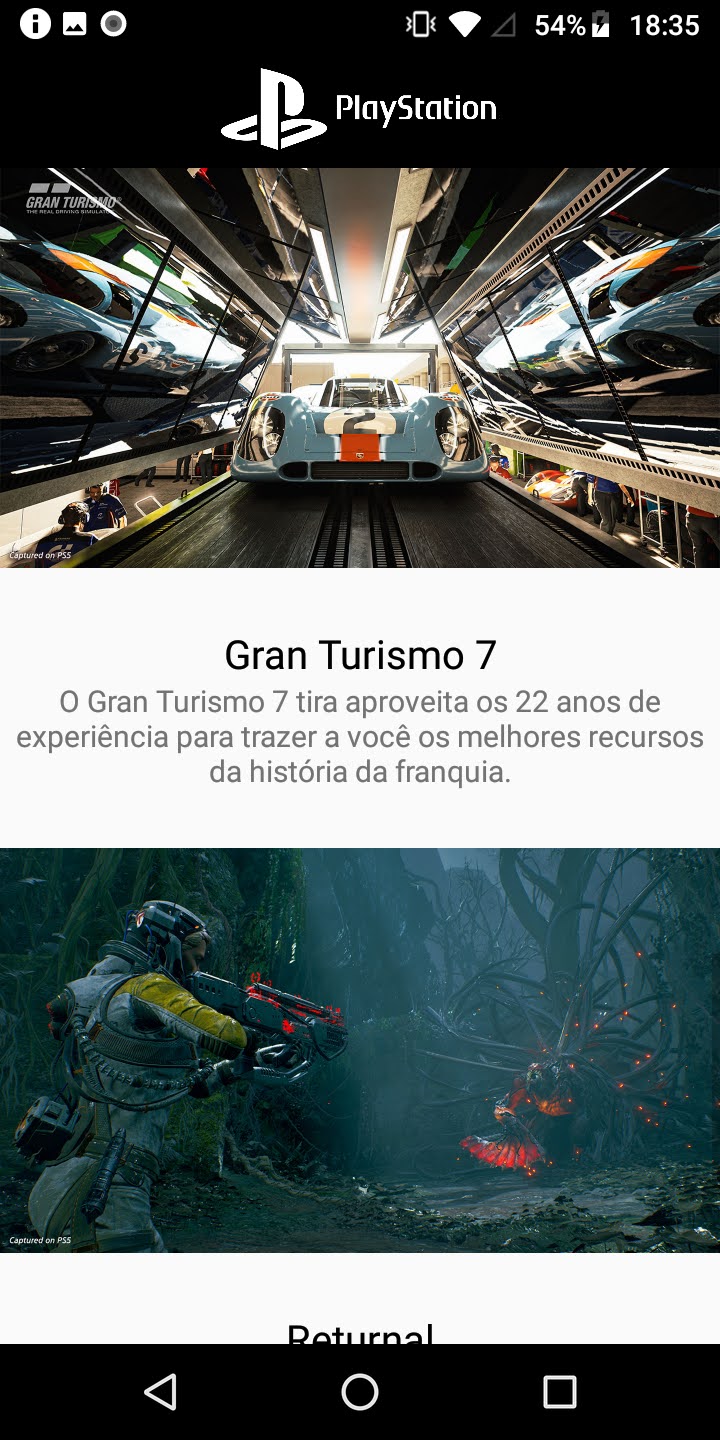 54% 18:35
PlayStation
GRAN TURISMO
THE REAL DRIVING SIMULATOR
2
Captured on PS5
Gran Turismo 7
O Gran Turismo 7 tira aproveita os 22 anos de
experiência para trazer a você os melhores recursos
da história da franquia.
Captured on PS5
Returnal